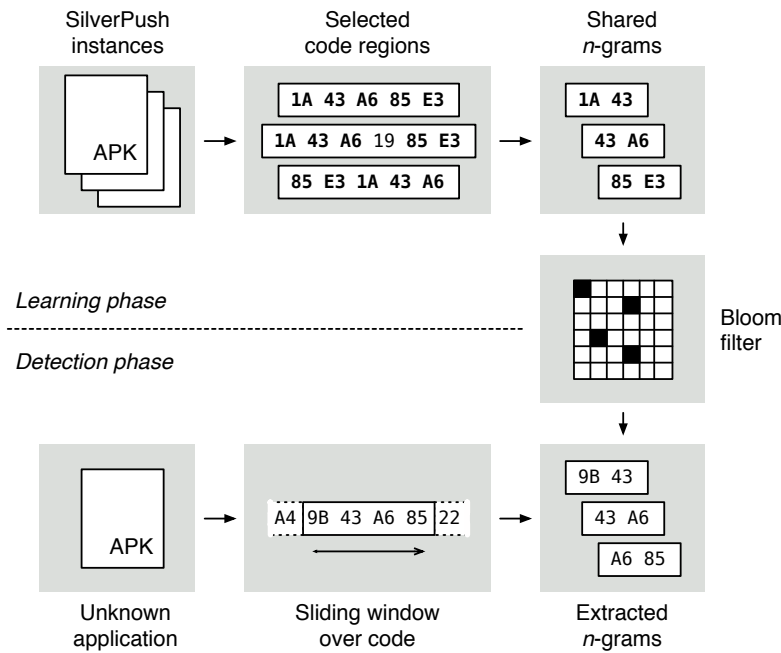 SilverPush
instances
Selected
code regions
Shared
n-grams
APK
1A 43 A6 85 E3
1A 43 A6 19 85 E3
85 E3 1A 43 A6
1A 43
43 A6
85 E3
Learning phase
Detection phase
Bloom
filter
APK
A4 9B 43 A6 85 22
9B 43
43 A6
A6 85
Unknown
application
Sliding window
over code
Extracted
n-grams